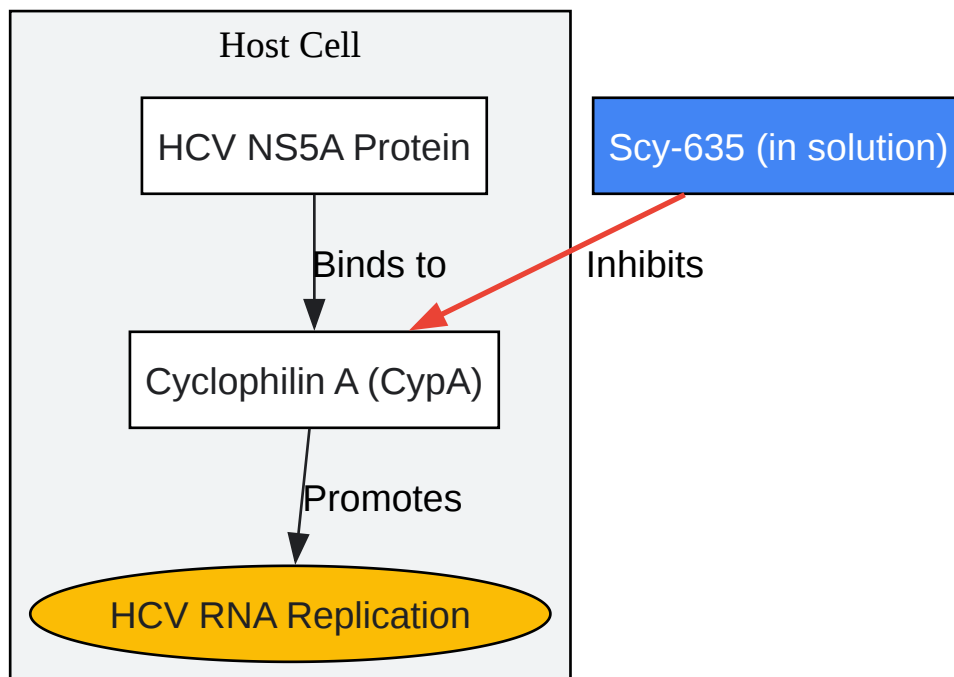 Host Cell
HCV NS5A Protein
Scy-635 (in solution)
Binds to
Inhibits
Cyclophilin A (CypA)
Promotes
HCV RNA Replication